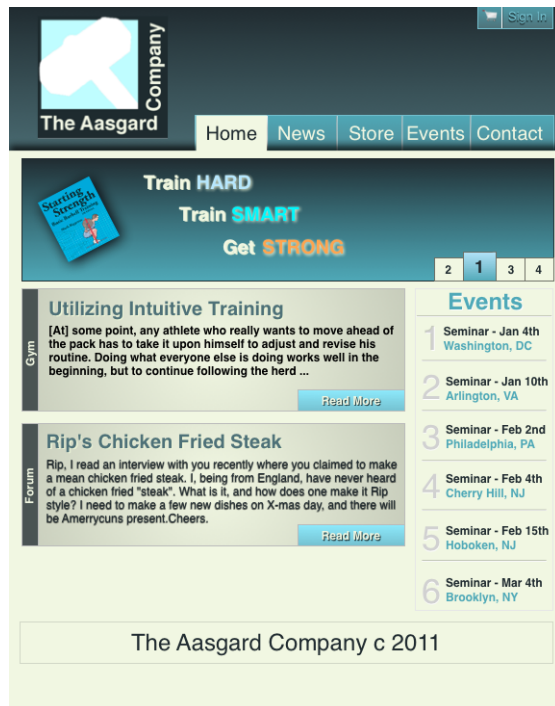 Sign In
The Aasgard
Company
Home News Store Events Contact
Starting
Strength
Train HARD
Train SMART
Get STRONG
2 1 3 4
Gym
Utilizing Intuitive Training
[At] some point, any athlete who really wants to move ahead of
the pack has to take it upon himself to adjust and revise his
routine. Doing what everyone else is doing works well in the
beginning, but to continue following the herd ...
Read More
Forum
Rip's Chicken Fried Steak
Rip, I read an interview with you recently where you claimed to make
a mean chicken fried steak. I, being from England, have never heard
of a chicken fried "steak". What is it, and how does one make it Rip
style? I need to make a few new dishes on X-mas day, and there will
be Amerrycuns present.Cheers.
Read More
Events
1 Seminar - Jan 4th
Washington, DC
2 Seminar - Jan 10th
Arlington, VA
3 Seminar - Feb 2nd
Philadelphia, PA
4 Seminar - Feb 4th
Cherry Hill, NJ
5 Seminar - Feb 15th
Hoboken, NJ
6 Seminar - Mar 4th
Brooklyn, NY
The Aasgard Company c 2011